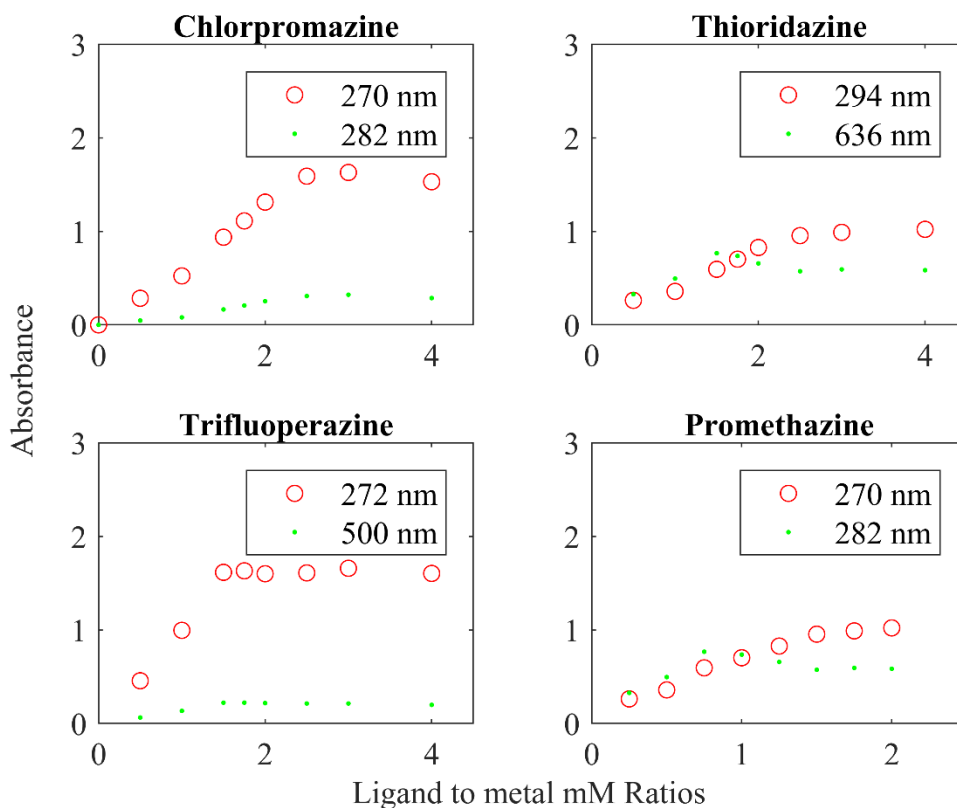 Chlorpromazine
3
2
1
0
0
2
4
270 nm
282 nm
Thioridazine
3
2
1
0
0
2
4
294 nm
636 nm
Absorbance
Trifluoperazine
3
2
1
0
0
2
4
272 nm
500 nm
Promethazine
3
2
1
0
0
1
2
270 nm
282 nm
Ligand to metal mM Ratios